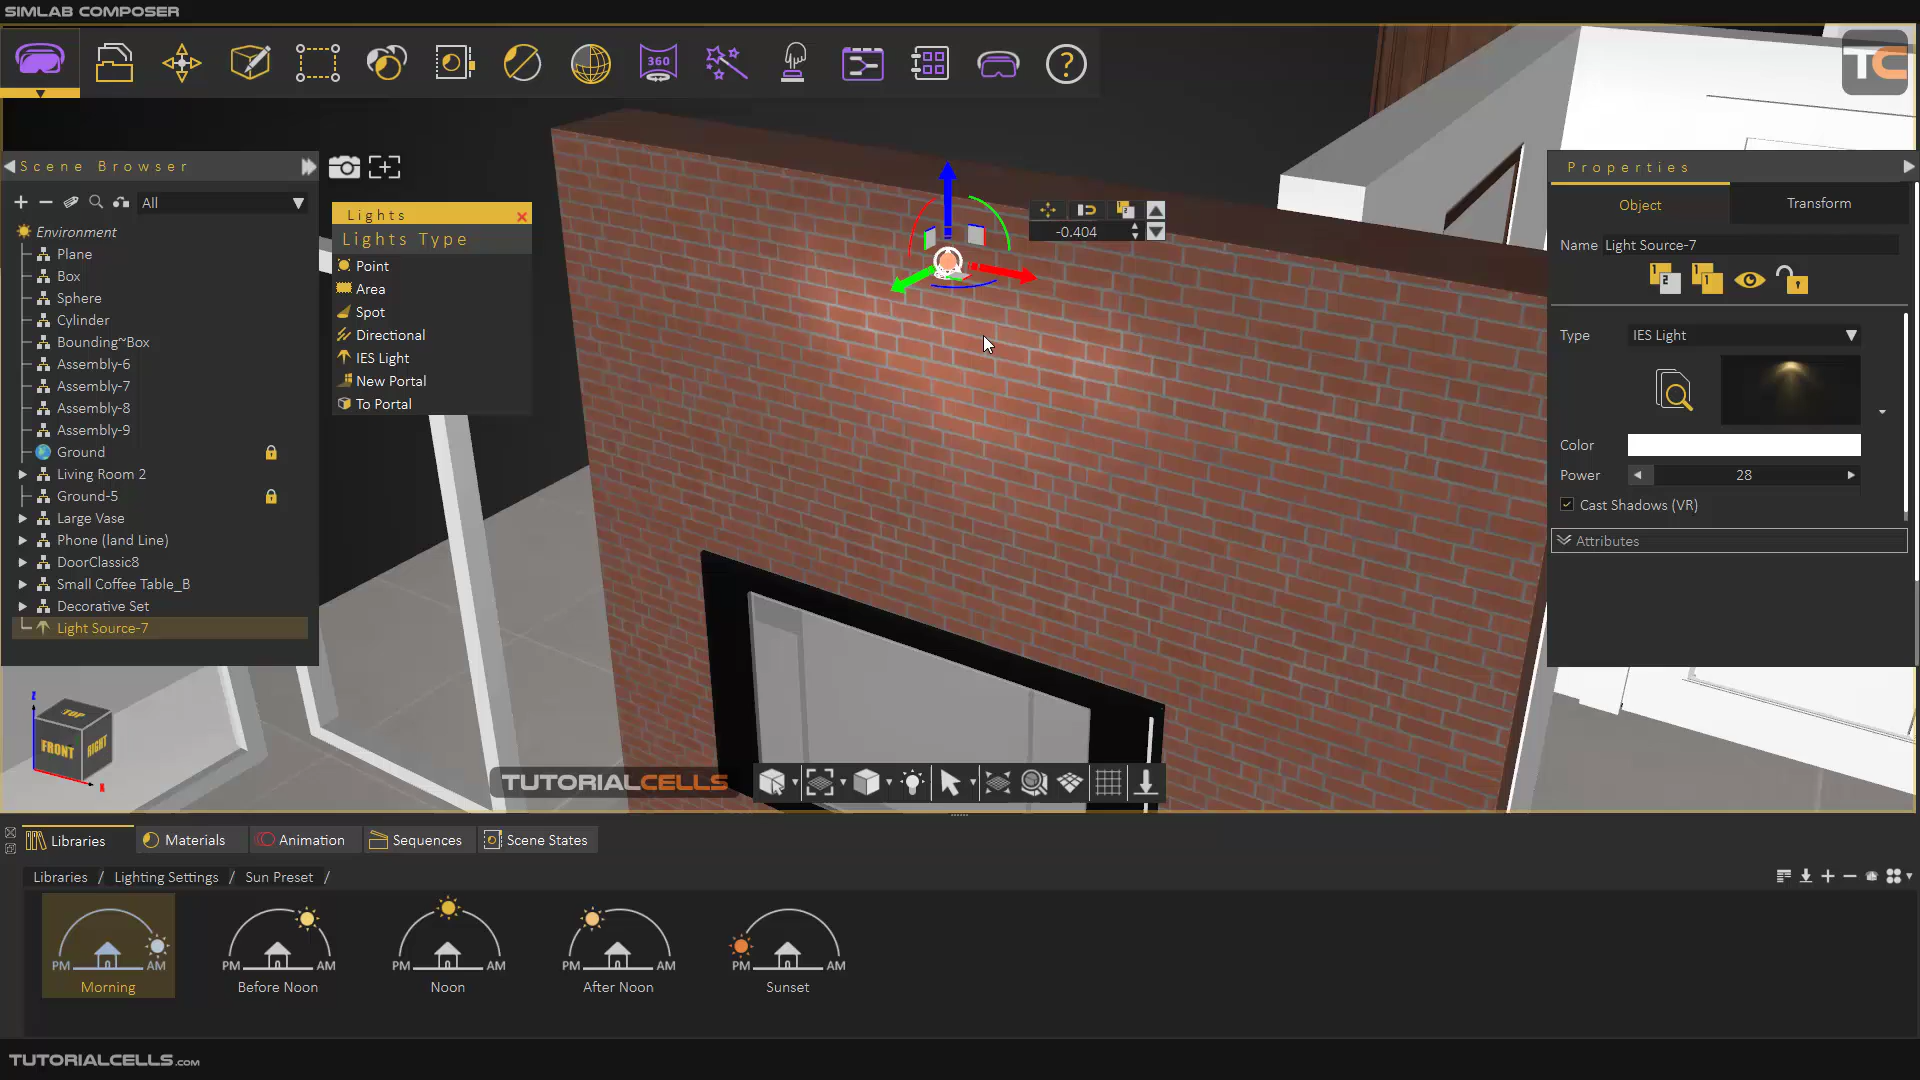 SIMLAB COMPOSER
360
TC
Scene Browser
All
Environment
Plane
Box
Sphere
Cylinder
Bounding~Box
Assembly-6
Assembly-7
Assembly-8
Assembly-9
Ground
Living Room 2
Ground-5
Large Vase
Phone (land Line)
DoorClassic8
Small Coffee Table_B
Decorative Set
Light Source-7
Lights
Lights Type
Point
Area
Spot
Directional
IES Light
New Portal
To Portal
-0.404
Properties
Object
Transform
Name Light Source-7
Type IES Light
Color
Power 28
Cast Shadows (VR)
Attributes
Z
TOP
FRONT
RIGHT
X
TUTORIALCELLS
Libraries
Materials
Animation
Sequences
Scene States
Libraries / Lighting Settings / Sun Preset /
PM AM
Morning
PM AM
Before Noon
PM AM
Noon
PM AM
After Noon
PM AM
Sunset
TUTORIALCELLS.com